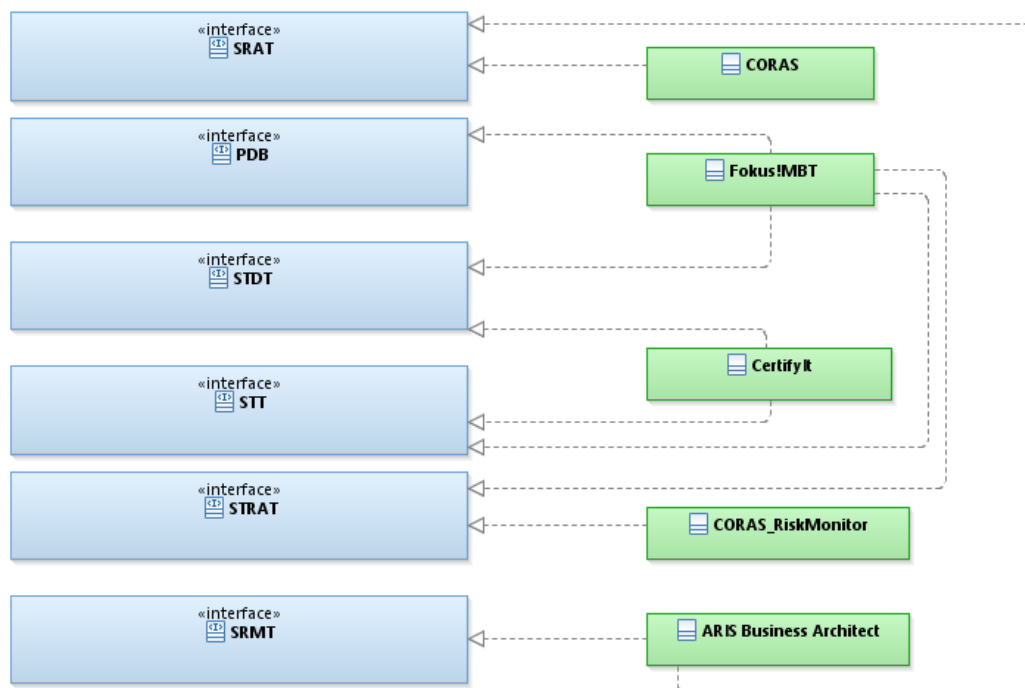 «interface»
SRAT
CORAS
«interface»
PDB
Fokus!MBT
«interface»
STDT
CertifyIt
«interface»
STT
«interface»
STRAT
CORAS_RiskMonitor
«interface»
SRMT
ARIS Business Architect